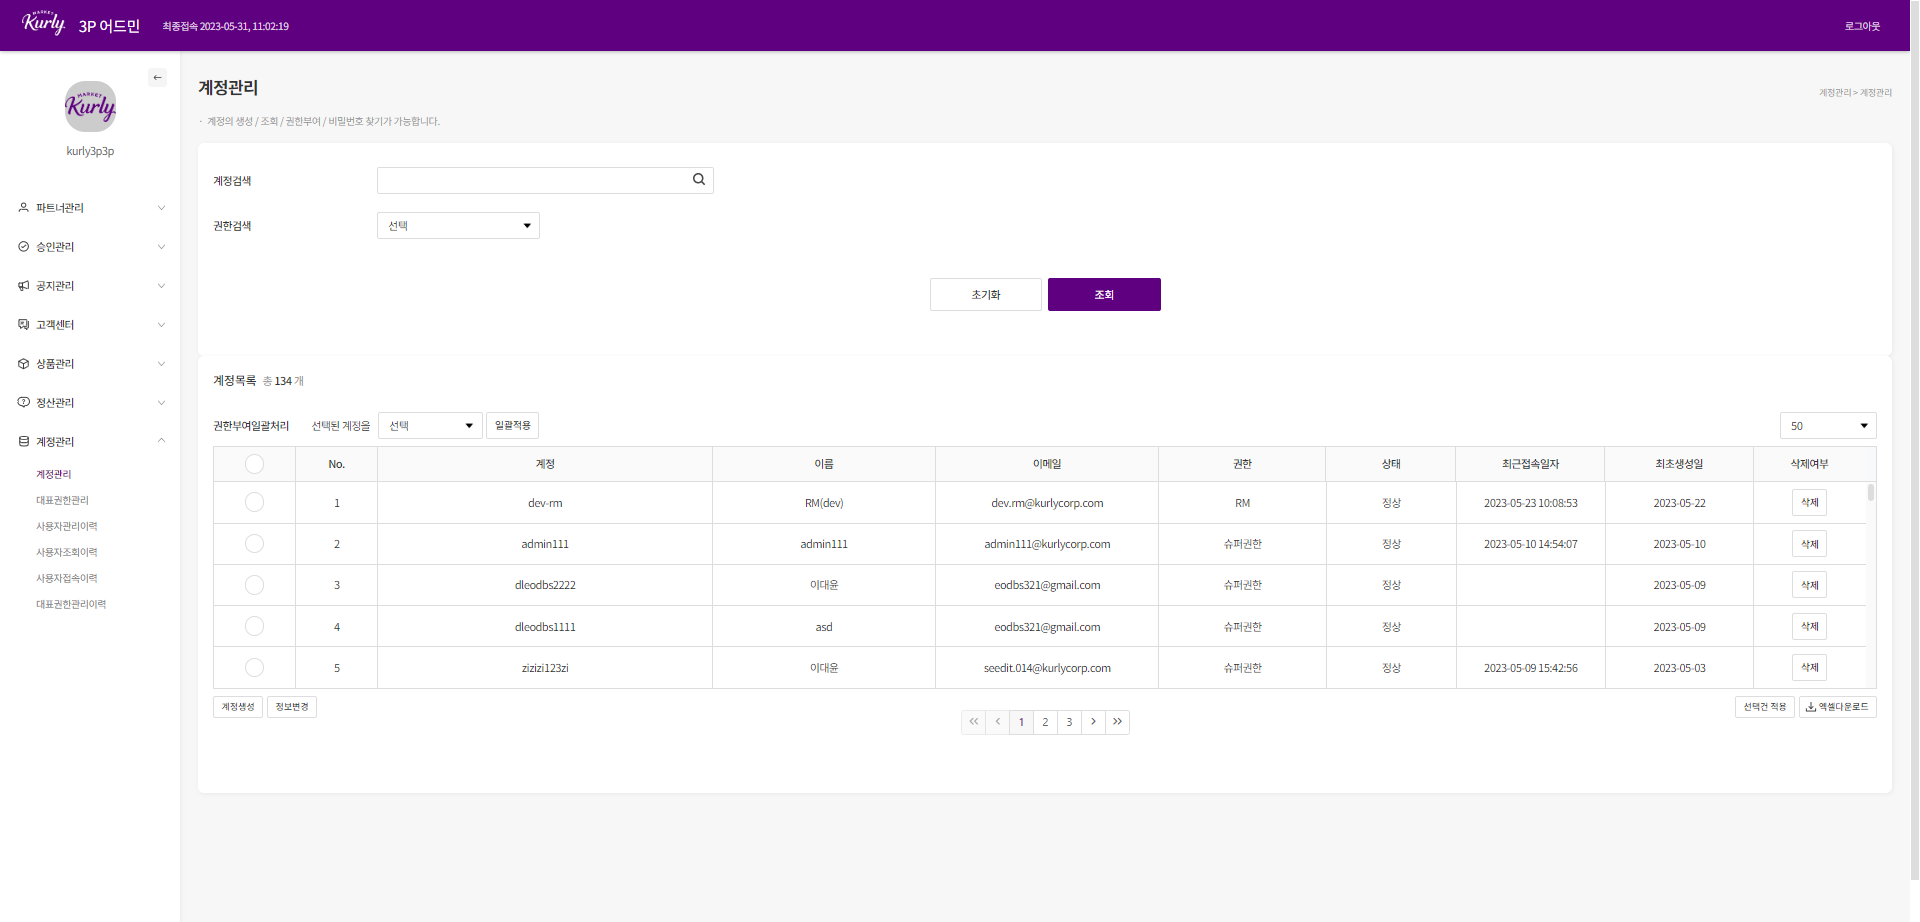 MARKET Kurly 3P 어드민 최종접속 2023-05-31, 11:02:19 로그아웃
MARKET
Kurly
kurly3p3p
파트너관리
승인관리
공지관리
고객센터
상품관리
정산관리
계정관리
계정관리
대표권한관리
사용자관리이력
사용자조회이력
사용자접속이력
대표권한관리이력
계정관리
계정관리 > 계정관리
· 계정의 생성 / 조회 / 권한부여 / 비밀번호 찾기가 가능합니다.
계정검색
권한검색 선택
초기화 조회
계정목록 총 134 개
권한부여일괄처리 선택된 계정을 선택 일괄적용 50
No. 계정 이름 이메일 권한 상태 최근접속일자 최초생성일 삭제여부
1 dev-rm RM(dev) dev.rm@kurlycorp.com RM 정상 2023-05-23 10:08:53 2023-05-22 삭제
2 admin111 admin111 admin111@kurlycorp.com 슈퍼권한 정상 2023-05-10 14:54:07 2023-05-10 삭제
3 dleodbs2222 이대윤 eodbs321@gmail.com 슈퍼권한 정상 2023-05-09 삭제
4 dleodbs1111 asd eodbs321@gmail.com 슈퍼권한 정상 2023-05-09 삭제
5 zizizi123zi 이대윤 seedit.014@kurlycorp.com 슈퍼권한 정상 2023-05-09 15:42:56 2023-05-03 삭제
계정생성 정보변경 선택건 적용 엑셀다운로드
1 2 3